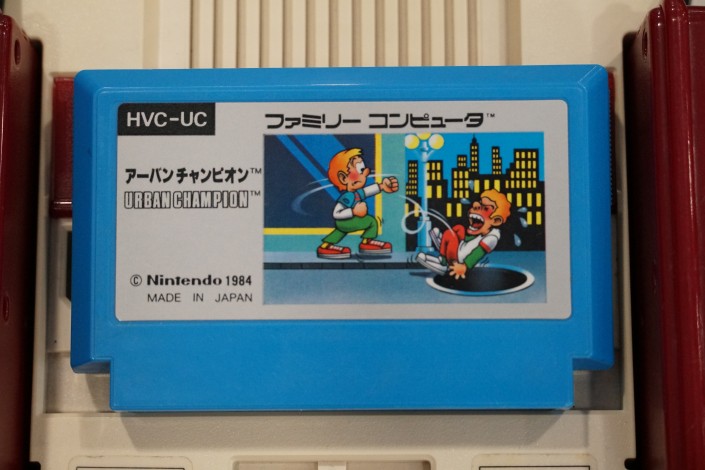 HVC-UC
ファミリー コンピュータ™
アーバンチャンピオン™
URBAN CHAMPION™
© Nintendo 1984
MADE IN JAPAN